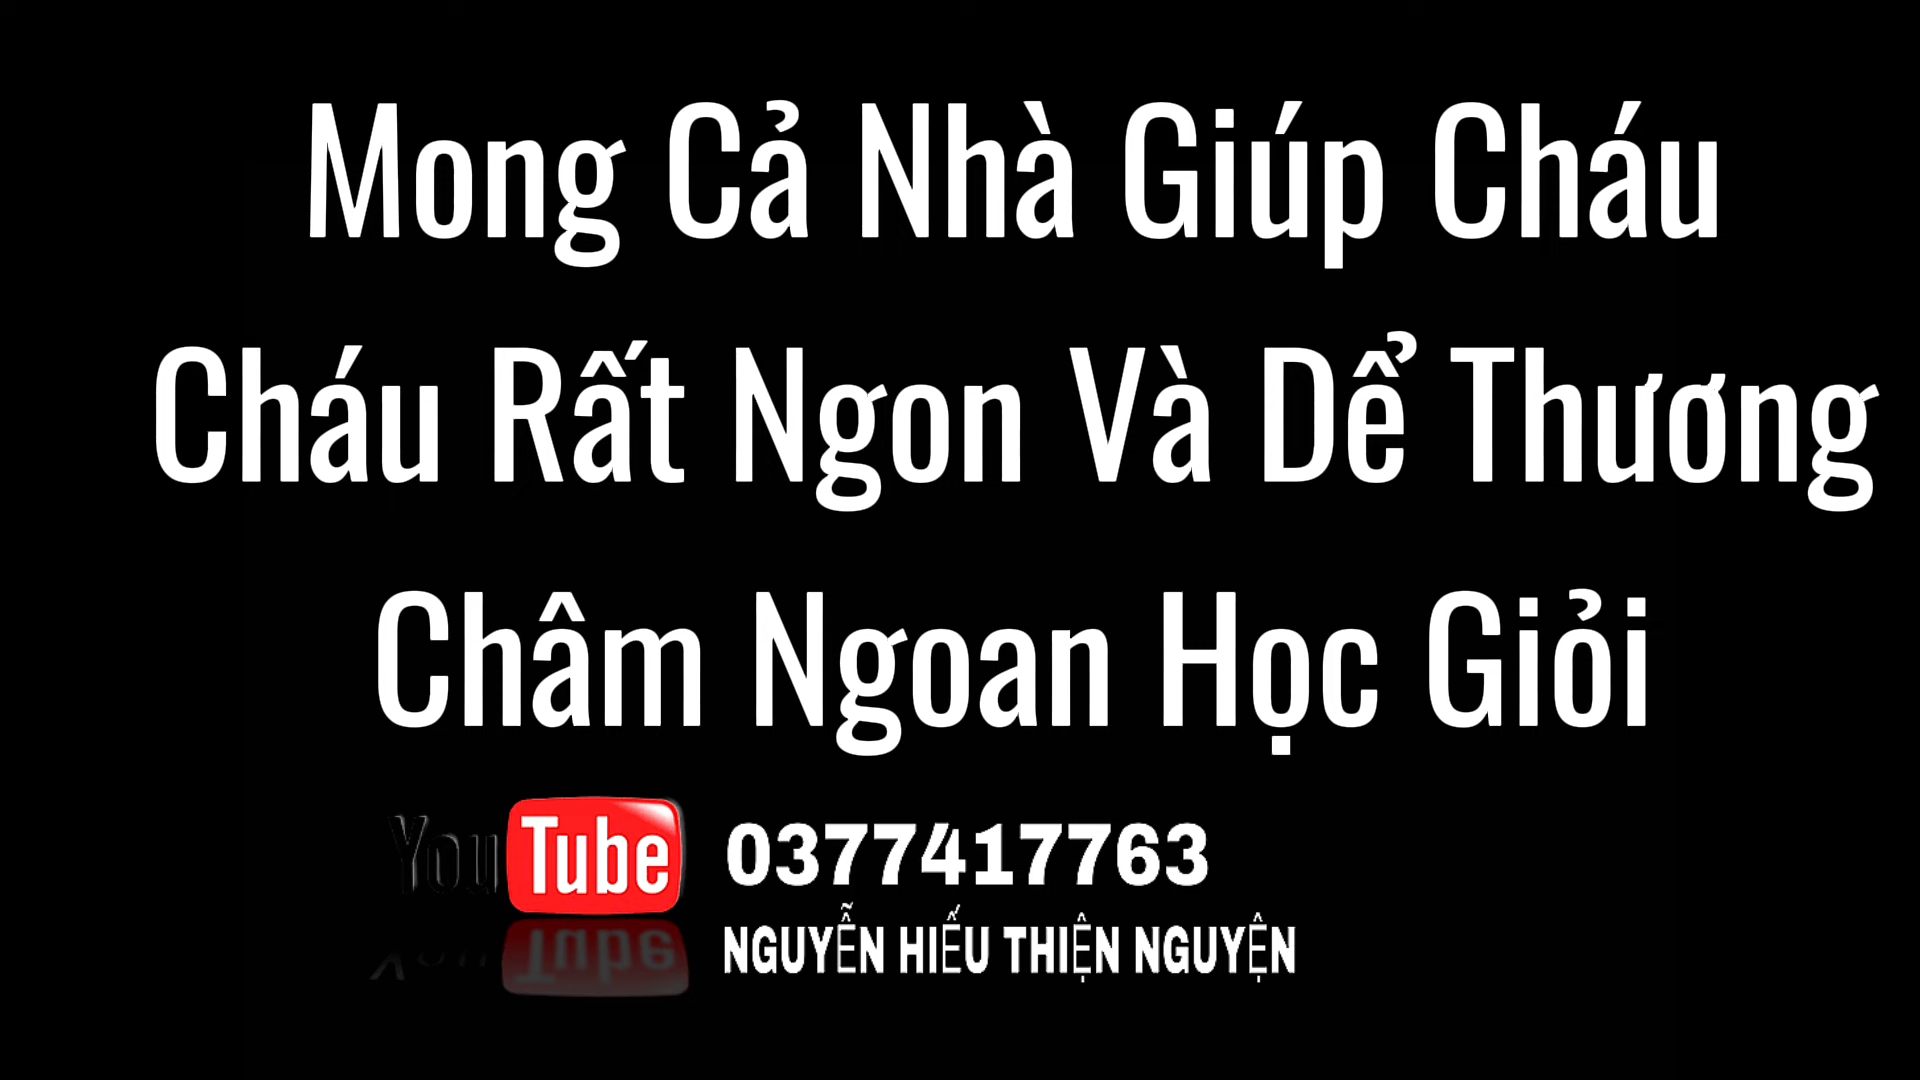 Mong Cả Nhà Giúp Cháu
Cháu Rất Ngon Và Dể Thương
Châm Ngoan Học Giỏi
YouTube
0377417763
NGUYỄN HIẾU THIỆN NGUYỆN